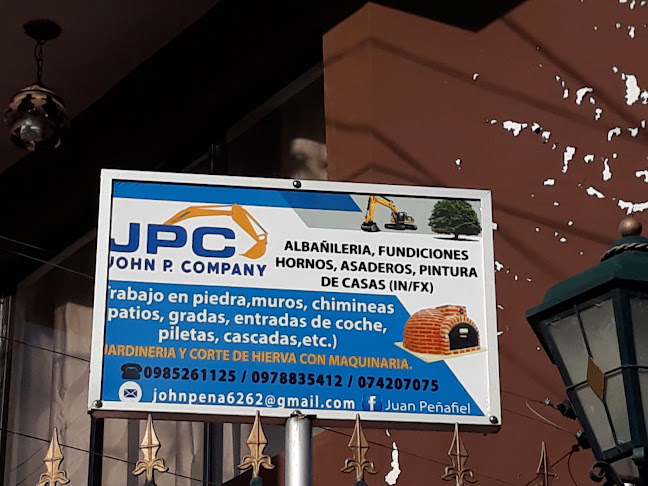 JPC
JOHN P. COMPANY
ALBAÑILERIA, FUNDICIONES
HORNOS, ASADEROS, PINTURA
DE CASAS (IN/FX)
Trabajo en piedra,muros, chimineas
patios, gradas, entradas de coche,
piletas, cascadas,etc.)
JARDINERIA Y CORTE DE HIERVA CON MAQUINARIA.
0985261125 / 0978835412 / 074207075
johnpena6262@gmail.com f Juan Peñafiel